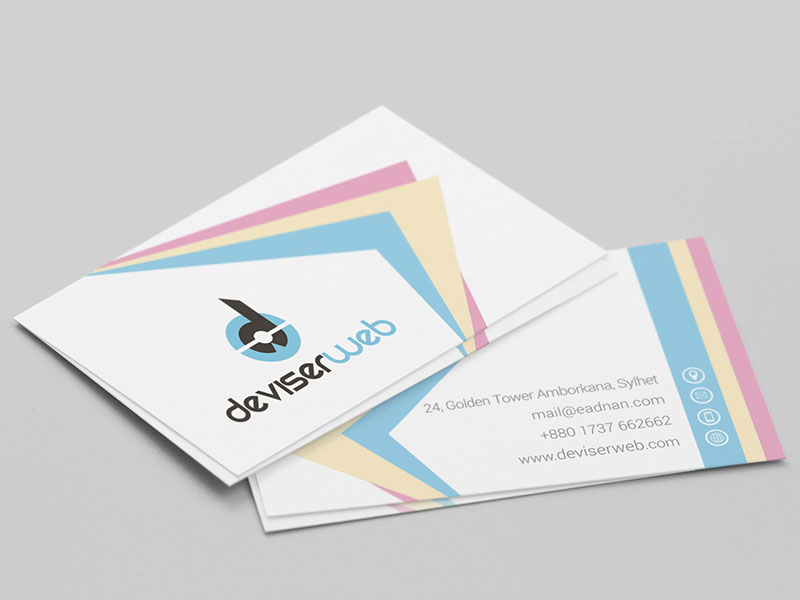 deviserweb
24, Golden Tower Amborkana, Sylhet
mail@eadnan.com
+880 1737 662662
www.deviserweb.com